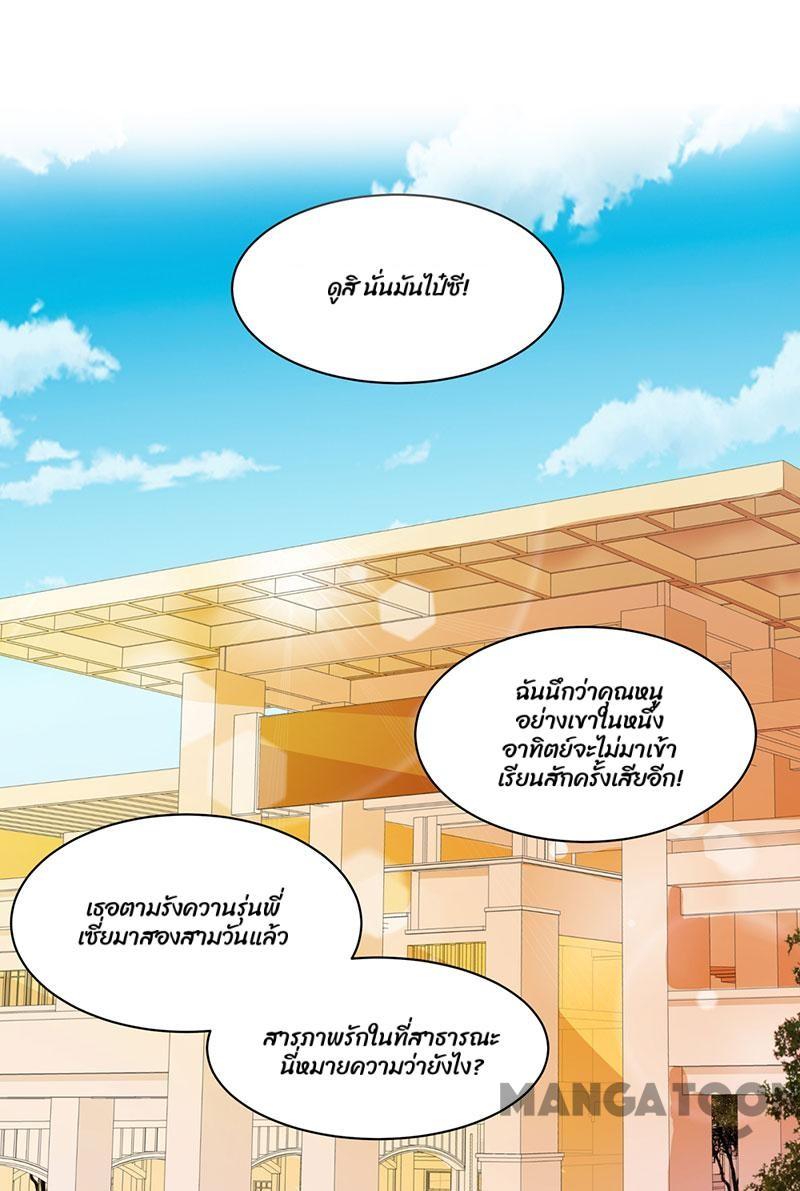 ดูสิ นั่นมันไป๋ซี!
ฉันนึกว่าคุณหนู
อย่างเขาในหนึ่ง
อาทิตย์จะไม่มาเข้า
เรียนสักครั้งเสียอีก!
เธอตามรังควานรุ่นพี่
เซี่ยมาสองสามวันแล้ว
สารภาพรักในที่สาธารณะ
นี่หมายความว่ายังไง?
MANGATOON